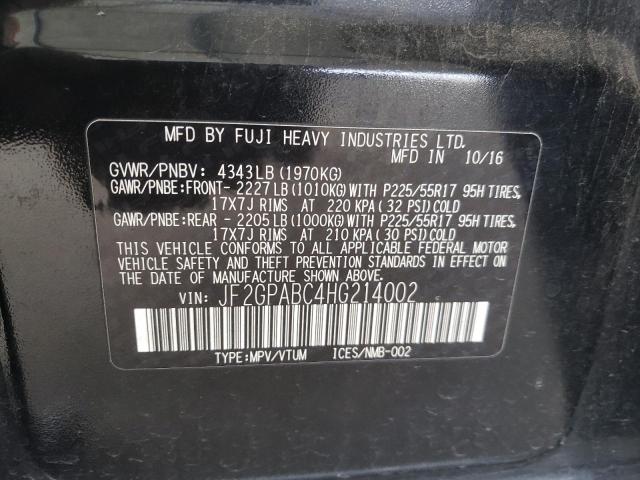 MFD BY FUJI HEAVY INDUSTRIES LTD.
MFD IN 10/16
GVWR/PNBV: 4343LB (1970KG)
GAWR/PNBE:FRONT- 2227 LB (1010KG) WITH P225/55R17 95H TIRES,
17X7J RIMS AT 220 KPA ( 32 PSI ) COLD
GAWR/PNBE:REAR - 2205 LB (1000KG) WITH P225/55R17 95H TIRES,
17X7J RIMS AT 210 KPA ( 30 PSI ) COLD
THIS VEHICLE CONFORMS TO ALL APPLICABLE FEDERAL MOTOR
VEHICLE SAFETY AND THEFT PREVENTION STANDARDS IN EFFECT ON
THE DATE OF MANUFACTURE SHOWN ABOVE.
VIN: JF2GPABC4HG214002
TYPE:MPV/VTUM ICES/NMB-002